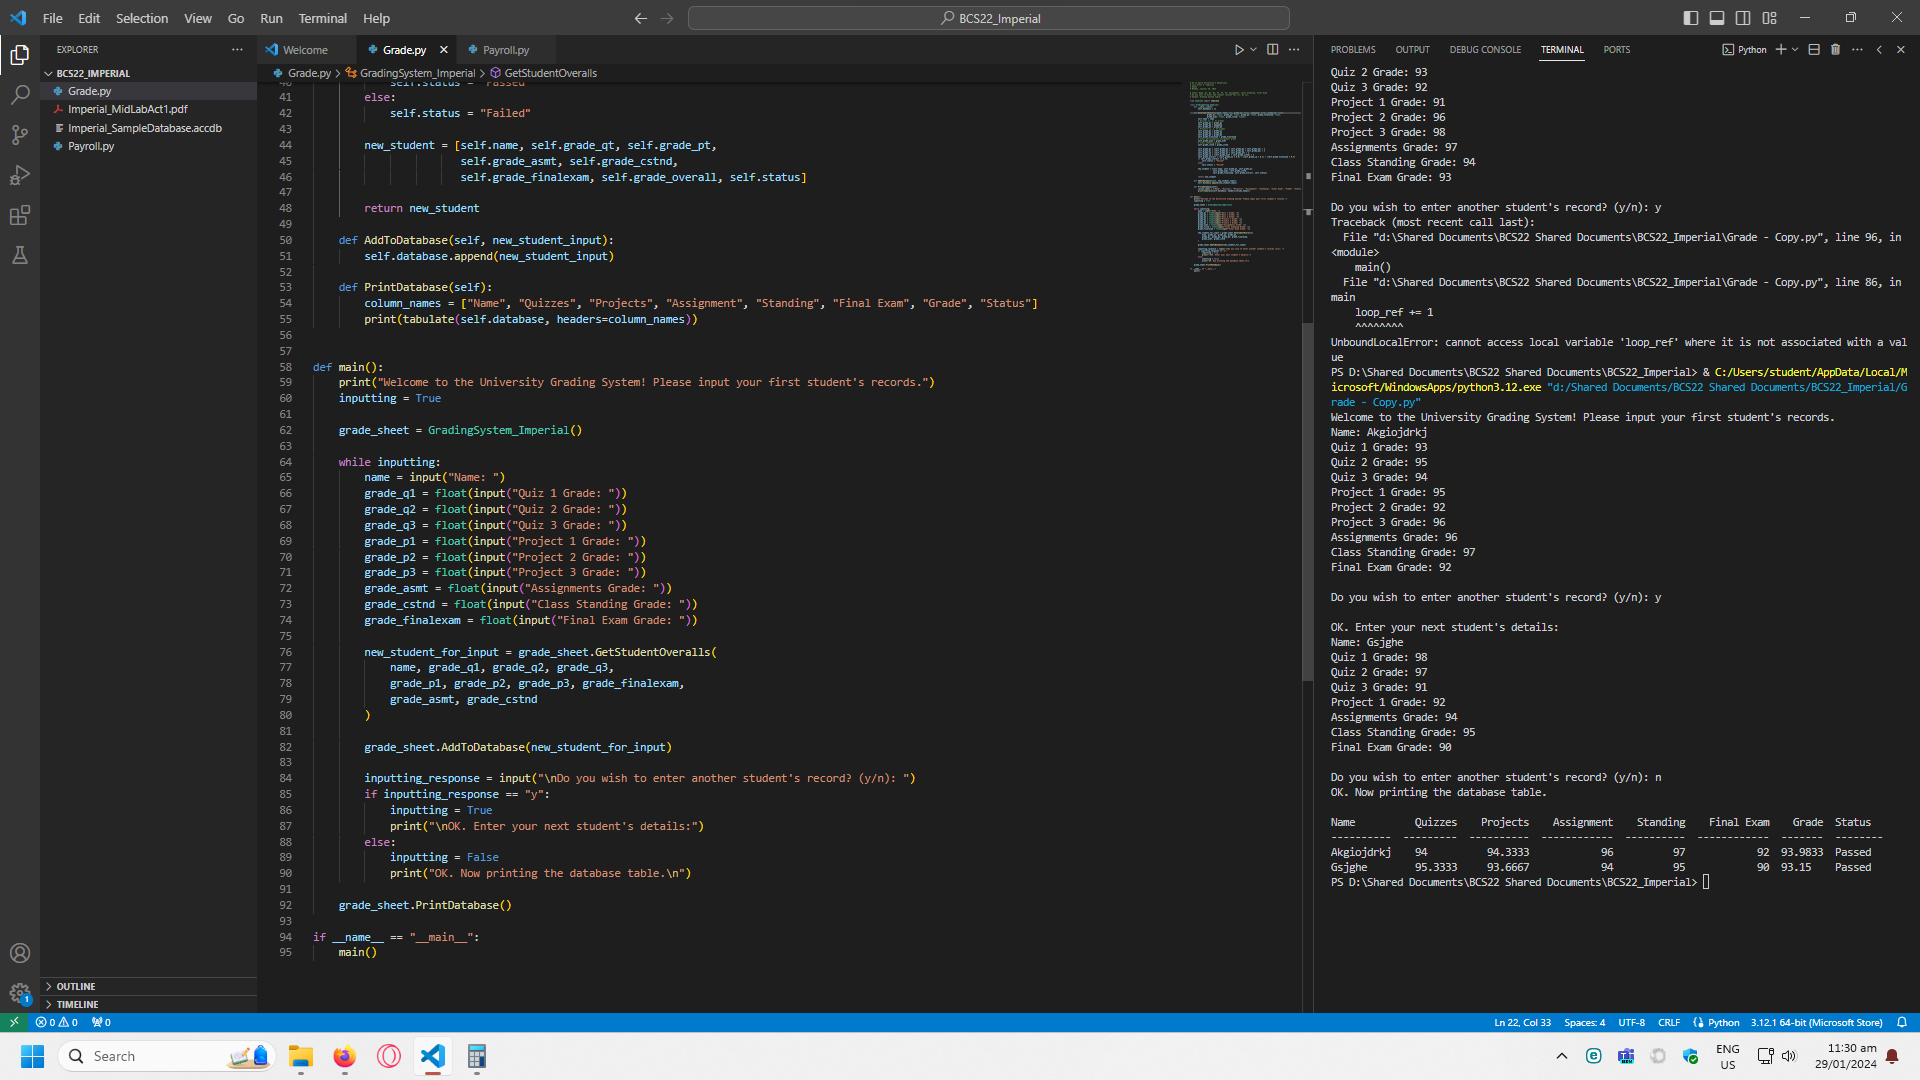 File Edit Selection View Go Run Terminal Help
BCS22_Imperial
EXPLORER
BCS22_IMPERIAL
Grade.py
Imperial_MidLabAct1.pdf
Imperial_SampleDatabase.accdb
Payroll.py
OUTLINE
TIMELINE
Welcome Grade.py Payroll.py
Grade.py > GradingSystem_Imperial > GetStudentOveralls
40 self.status = "Passed"
41 else:
42 self.status = "Failed"
43
44 new_student = [self.name, self.grade_qt, self.grade_pt,
45 self.grade_asmt, self.grade_cstnd,
46 self.grade_finalexam, self.grade_overall, self.status]
47
48 return new_student
49
50 def AddToDatabase(self, new_student_input):
51 self.database.append(new_student_input)
52
53 def PrintDatabase(self):
54 column_names = ["Name", "Quizzes", "Projects", "Assignment", "Standing", "Final Exam", "Grade", "Status"]
55 print(tabulate(self.database, headers=column_names))
56
57
58 def main():
59 print("Welcome to the University Grading System! Please input your first student's records.")
60 inputting = True
61
62 grade_sheet = GradingSystem_Imperial()
63
64 while inputting:
65 name = input("Name: ")
66 grade_q1 = float(input("Quiz 1 Grade: "))
67 grade_q2 = float(input("Quiz 2 Grade: "))
68 grade_q3 = float(input("Quiz 3 Grade: "))
69 grade_p1 = float(input("Project 1 Grade: "))
70 grade_p2 = float(input("Project 2 Grade: "))
71 grade_p3 = float(input("Project 3 Grade: "))
72 grade_asmt = float(input("Assignments Grade: "))
73 grade_cstnd = float(input("Class Standing Grade: "))
74 grade_finalexam = float(input("Final Exam Grade: "))
75
76 new_student_for_input = grade_sheet.GetStudentOveralls(
77 name, grade_q1, grade_q2, grade_q3,
78 grade_p1, grade_p2, grade_p3, grade_finalexam,
79 grade_asmt, grade_cstnd
80 )
81
82 grade_sheet.AddToDatabase(new_student_for_input)
83
84 inputting_response = input("\nDo you wish to enter another student's record? (y/n): ")
85 if inputting_response == "y":
86 inputting = True
87 print("\nOK. Enter your next student's details:")
88 else:
89 inputting = False
90 print("OK. Now printing the database table.\n")
91
92 grade_sheet.PrintDatabase()
93
94 if __name__ == "__main__":
95 main()
PROBLEMS OUTPUT DEBUG CONSOLE TERMINAL PORTS Python
Quiz 2 Grade: 93
Quiz 3 Grade: 92
Project 1 Grade: 91
Project 2 Grade: 96
Project 3 Grade: 98
Assignments Grade: 97
Class Standing Grade: 94
Final Exam Grade: 93
Do you wish to enter another student's record? (y/n): y
Traceback (most recent call last):
File "d:\Shared Documents\BCS22 Shared Documents\BCS22_Imperial\Grade - Copy.py", line 96, in
<module>
main()
File "d:\Shared Documents\BCS22 Shared Documents\BCS22_Imperial\Grade - Copy.py", line 86, in
main
loop_ref += 1
^^^^^^^^
UnboundLocalError: cannot access local variable 'loop_ref' where it is not associated with a val
ue
PS D:\Shared Documents\BCS22 Shared Documents\BCS22_Imperial> & C:/Users/student/AppData/Local/M
icrosoft/WindowsApps/python3.12.exe "d:/Shared Documents/BCS22 Shared Documents/BCS22_Imperial/G
rade - Copy.py"
Welcome to the University Grading System! Please input your first student's records.
Name: Akgiojdrkj
Quiz 1 Grade: 93
Quiz 2 Grade: 95
Quiz 3 Grade: 94
Project 1 Grade: 95
Project 2 Grade: 92
Project 3 Grade: 96
Assignments Grade: 96
Class Standing Grade: 97
Final Exam Grade: 92
Do you wish to enter another student's record? (y/n): y
OK. Enter your next student's details:
Name: Gsjghe
Quiz 1 Grade: 98
Quiz 2 Grade: 97
Quiz 3 Grade: 91
Project 1 Grade: 92
Assignments Grade: 94
Class Standing Grade: 95
Final Exam Grade: 90
Do you wish to enter another student's record? (y/n): n
OK. Now printing the database table.
Name Quizzes Projects Assignment Standing Final Exam Grade Status
---------- --------- ---------- ------------ ---------- ------------ ------- --------
Akgiojdrkj 94 94.3333 96 97 92 93.9833 Passed
Gsjghe 95.3333 93.6667 94 95 90 93.15 Passed
PS D:\Shared Documents\BCS22 Shared Documents\BCS22_Imperial>
1
0 0 0
Ln 22, Col 33 Spaces: 4 UTF-8 CRLF Python 3.12.1 64-bit (Microsoft Store)
Search
ENG
US
11:30 am
29/01/2024